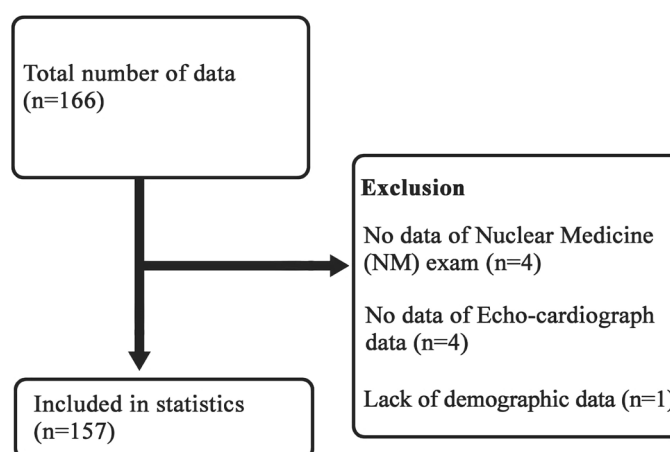 Total number of data
(n=166)
Exclusion
No data of Nuclear Medicine
(NM) exam (n=4)
No data of Echo-cardiograph
data (n=4)
Lack of demographic data (n=1)
Included in statistics
(n=157)